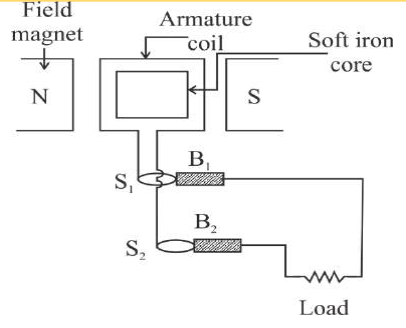 Field
magnet
Armature
coil
Soft iron
core
N
S
B₁
S₁
B₂
S₂
Load